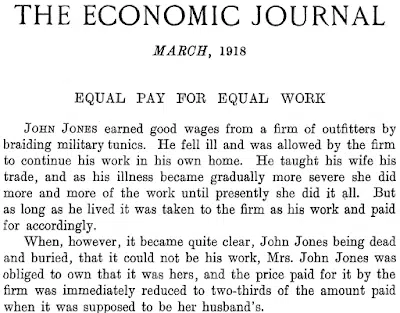 THE ECONOMIC JOURNAL
MARCH, 1918
EQUAL PAY FOR EQUAL WORK
JOHN JONES earned good wages from a firm of outfitters by
braiding military tunics. He fell ill and was allowed by the firm
to continue his work in his own home. He taught his wife his
trade, and as his illness became gradually more severe she did
more and more of the work until presently she did it all. But
as long as he lived it was taken to the firm as his work and paid
for accordingly.
When, however, it became quite clear, John Jones being dead
and buried, that it could not be his work, Mrs. John Jones was
obliged to own that it was hers, and the price paid for it by the
firm was immediately reduced to two-thirds of the amount paid
when it was supposed to be her husband's.